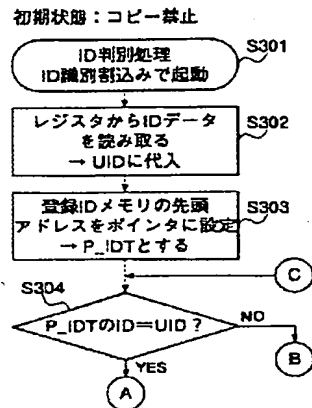 初期状態：コピー禁止
S301
ID判別処理
ID識別割込みで起動
S302
レジスタからIDデータ
を読み取る
→ UIDに代入
S303
登録IDメモリの先頭
アドレスをポインタに設定
→ P_IDTとする
C
S304
P_IDTのID=UID？
NO
B
YES
A